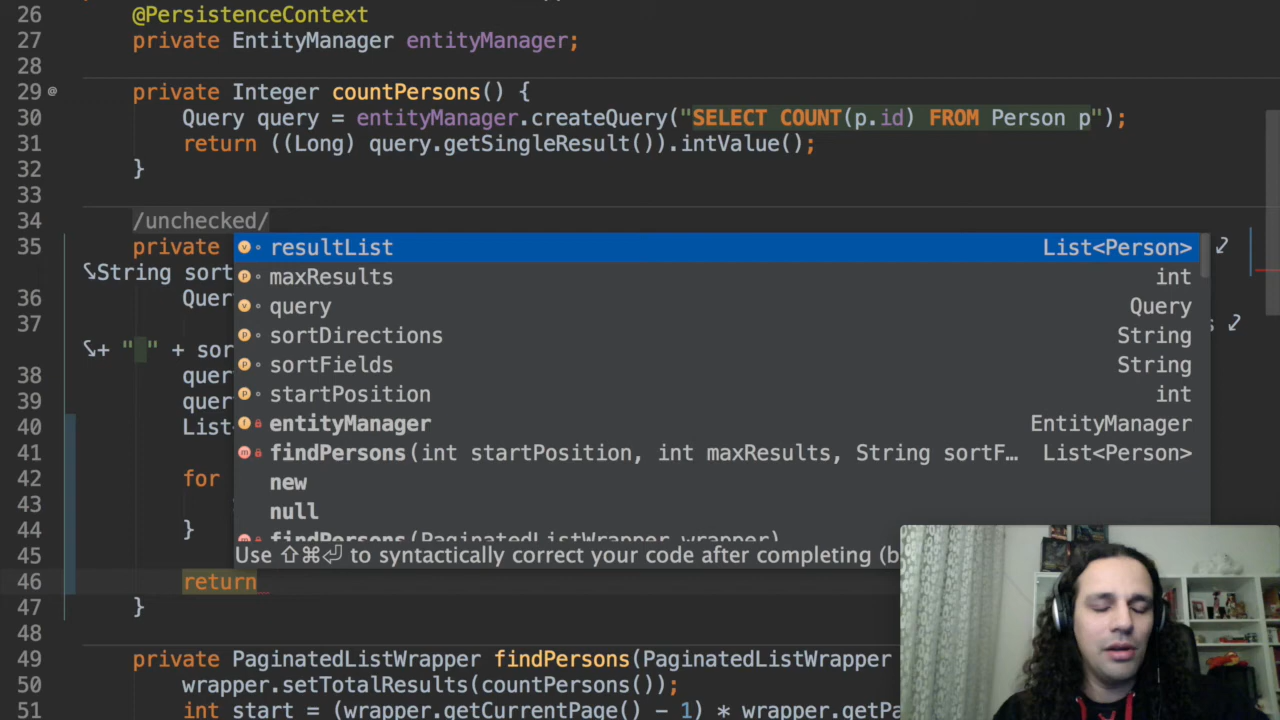 26 @PersistenceContext
27 private EntityManager entityManager;
28
29 @ private Integer countPersons() {
30 Query query = entityManager.createQuery("SELECT COUNT(p.id) FROM Person p");
31 return ((Long) query.getSingleResult()).intValue();
32 }
33
34 /unchecked/
35 private
String sort
36 Quer
37 s
+ " " + sor
38 quer
39 quer
40 List
41
42 for
43
44 }
45
46 return
47 }
48
49 private PaginatedListWrapper findPersons(PaginatedListWrapper
50 wrapper.setTotalResults(countPersons());
51 int start = (wrapper.getCurrentPage() - 1) * wrapper.getPa
resultList List<Person>
maxResults int
query Query
sortDirections String
sortFields String
startPosition int
entityManager EntityManager
findPersons(int startPosition, int maxResults, String sortF… List<Person>
new
null
findPersons(PaginatedListWrapper wrapper)
Use ⇧⌘⏎ to syntactically correct your code after completing (b